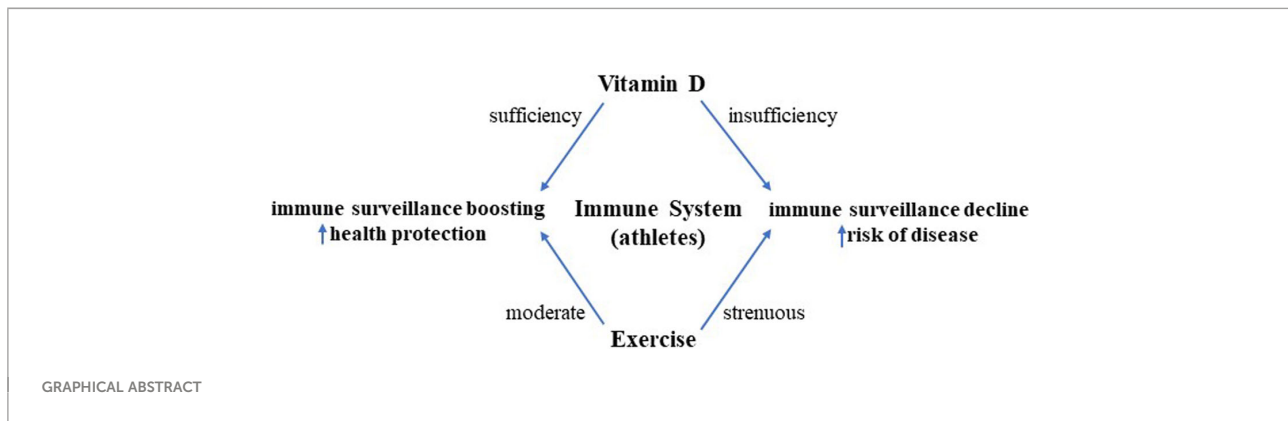 Vitamin D
sufficiency
insufficiency
immune surveillance boosting
↑health protection
Immune System
(athletes)
immune surveillance decline
↑risk of disease
moderate
strenuous
Exercise
GRAPHICAL ABSTRACT